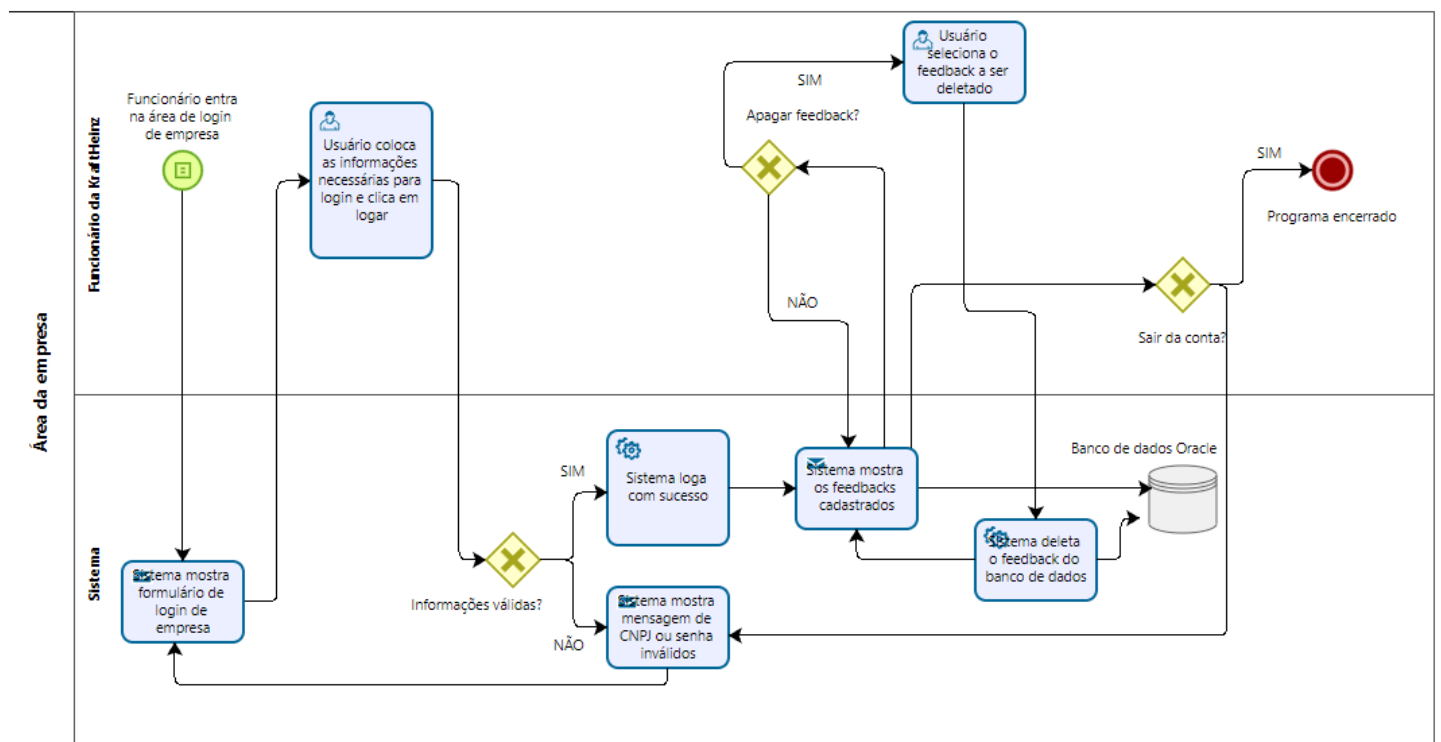 Área da empresa
Funcionário da KraftHeinz
Funcionário entra
na área de login
de empresa
Usuário coloca
as informações
necessárias para
login e clica em
logar
Usuário
seleciona o
feedback a ser
deletado
SIM
Apagar feedback?
NÃO
SIM
Programa encerrado
Sair da conta?
Sistema
Sistema mostra
formulário de
login de
empresa
Informações válidas?
SIM
Sistema loga
com sucesso
NÃO
Sistema mostra
mensagem de
CNPJ ou senha
inválidos
Sistema mostra
os feedbacks
cadastrados
Sistema deleta
o feedback do
banco de dados
Banco de dados Oracle